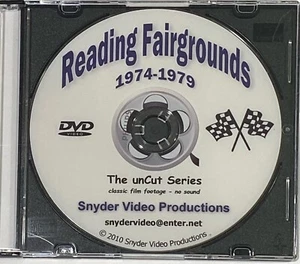 Reading Fairgrounds
1974-1979
DVD
VIDEO
The unCut Series
classic film footage - no sound
Snyder Video Productions
snydervideo@enter.net
© 2010 Snyder Video Productions